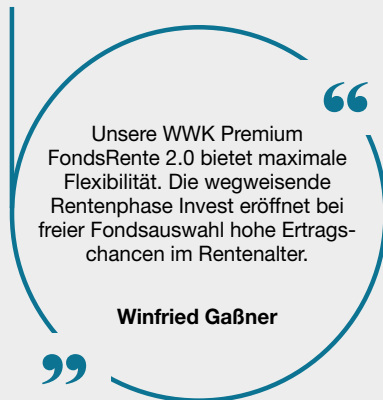 “
Unsere WWK Premium
FondsRente 2.0 bietet maximale
Flexibilität. Die wegweisende
Rentenphase Invest eröffnet bei
freier Fondsauswahl hohe Ertrags-
chancen im Rentenalter.
Winfried Gaßner
”